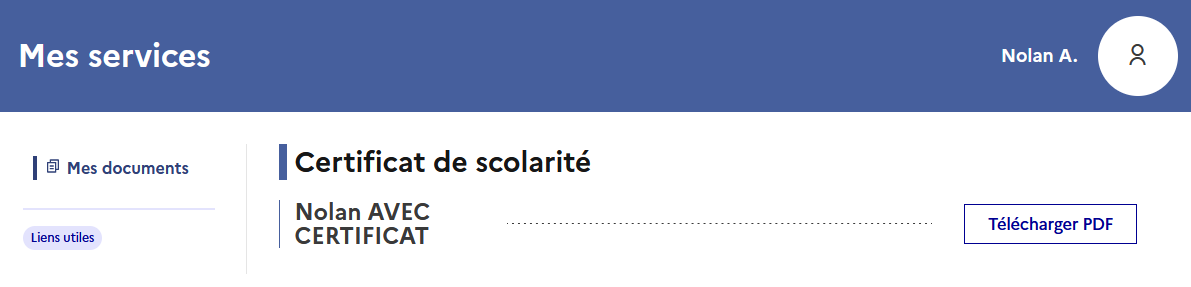 Mes services
Nolan A.
Mes documents
Liens utiles
Certificat de scolarité
Nolan AVEC
CERTIFICAT
Télécharger PDF